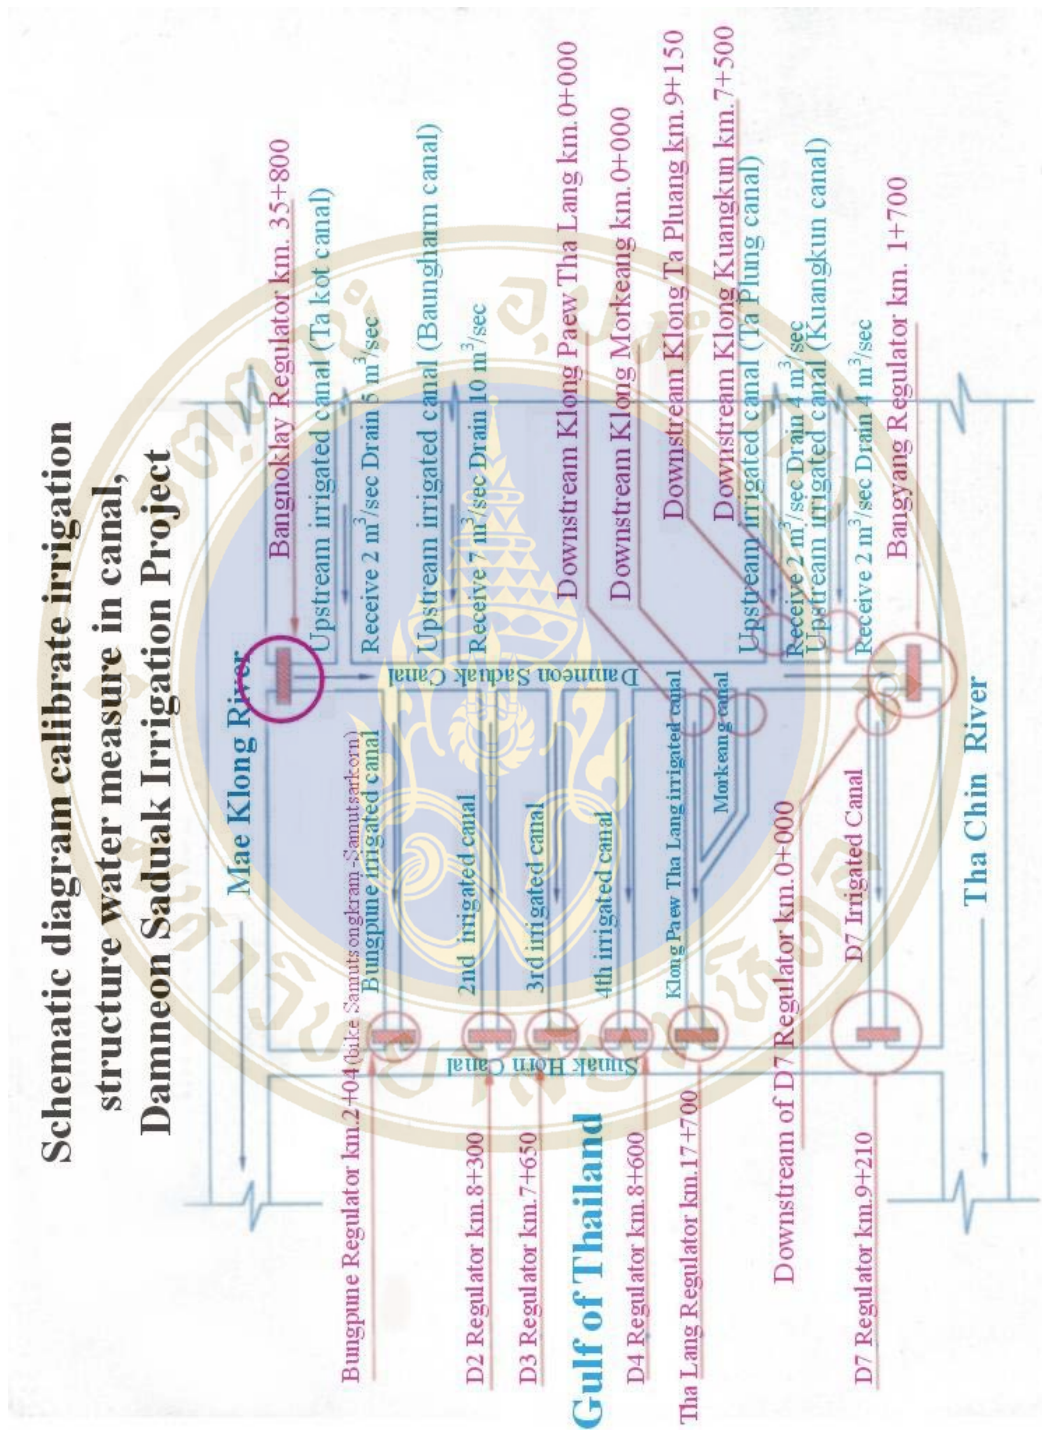 Schematic diagram calibrate irrigation
structure water measure in canal,
Damneon Saduak Irrigation Project
Mae Klong River
Bangnoklay Regulator km. 35+800
Upstream irrigated canal (Ta kot canal)
Receive 2 m³/sec Drain 5 m³/sec
Upstream irrigated canal (Baungharm canal)
Receive 7 m³/sec Drain 10 m³/sec
Downstream Klong Paew Tha Lang km.0+000
Downstream Klong Morkeang km.0+000
Downstream Klong Ta Pluang km.9+150
Downstream Klong Kuangkun km.7+500
Upstream irrigated canal (Ta Plung canal)
Receive 2 m³/sec Drain 4 m³/sec
Upstream irrigated canal (Kuangkun canal)
Receive 2 m³/sec Drain 4 m³/sec
Bangyang Regulator km. 1+700
Damneon Saduak Canal
Bungpune Regulator km.2+04(bike Samutsongkram-Samutsarkorn)
Bungpune irrigated canal
2nd irrigated canal
3rd irrigated canal
4th irrigated canal
Klong Paew Tha Lang irrigated canal
Morkeang canal
D7 Irrigated Canal
Sunak Horn Canal
D2 Regulator km.8+300
D3 Regulator km.7+650
Gulf of Thailand
D4 Regulator km.8+600
Tha Lang Regulator km.17+700
Downstream of D7 Regulator km.0+000
D7 Regulator km.9+210
Tha Chin River